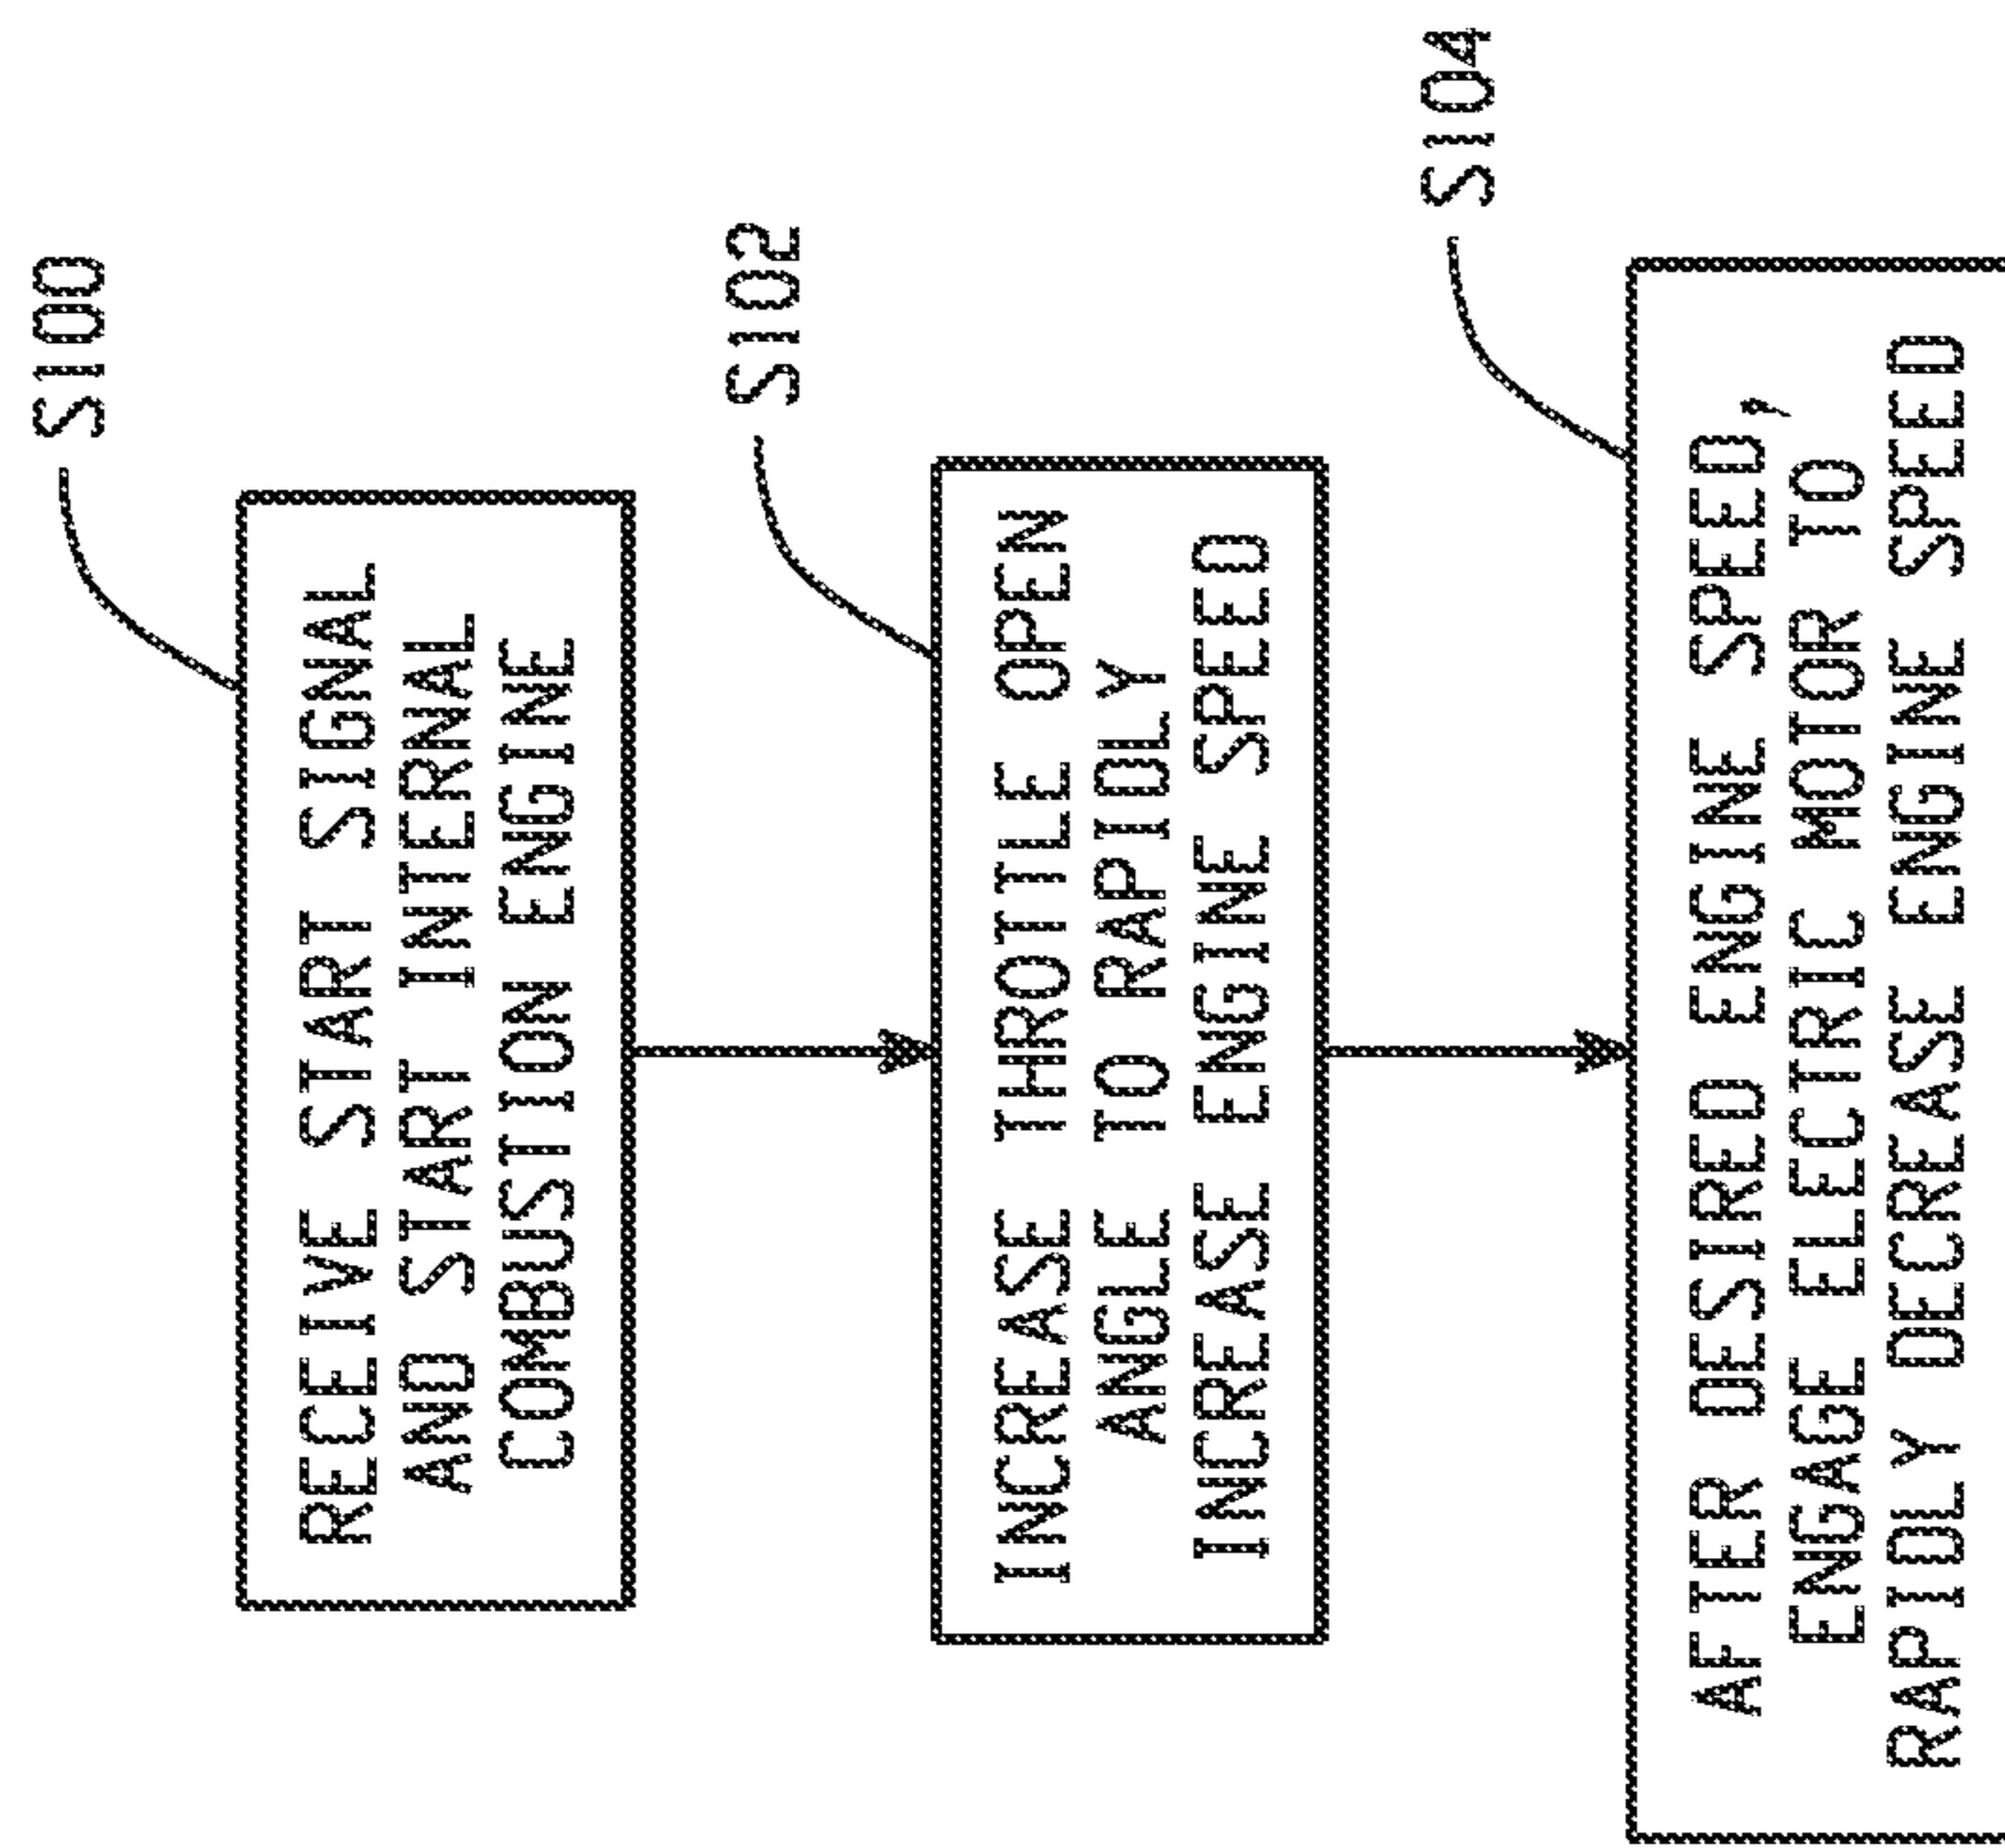 S100
RECEIVE START SIGNAL
AND START INTERNAL
COMBUSTION ENGINE
S102
INCREASE THROTTLE OPEN
ANGLE TO RAPIDLY
INCREASE ENGINE SPEED
S104
AFTER DESIRED ENGINE SPEED,
ENGAGE ELECTRIC MOTOR TO
RAPIDLY DECREASE ENGINE SPEED